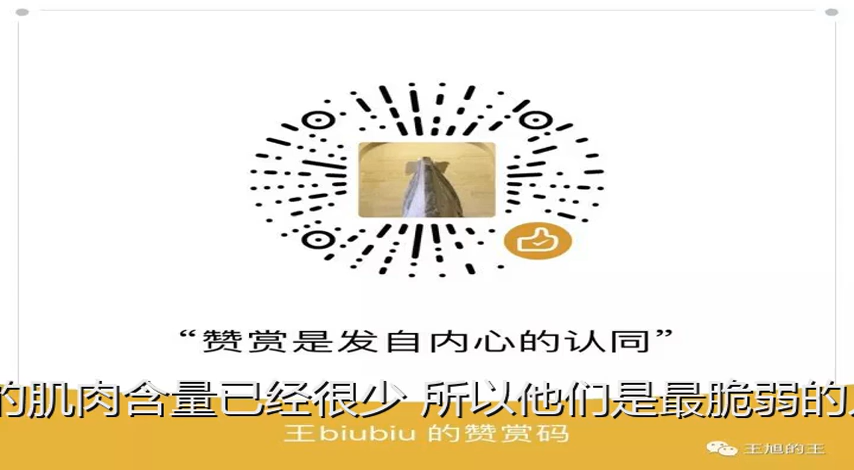 “赞赏是发自内心的认同”
的肌肉含量已经很少 所以他们是最脆弱的
王biubiu 的赞赏码
王旭的王